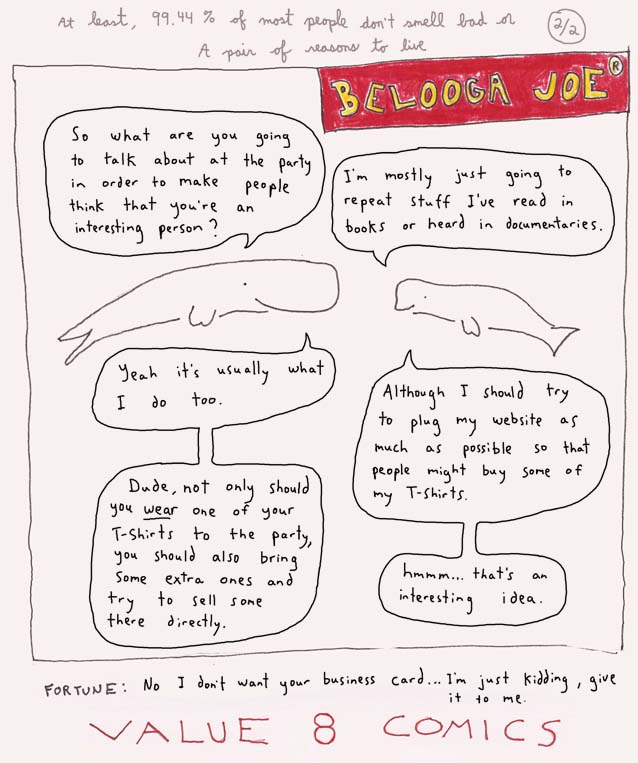 At least, 99.44 % of most people don't smell bad or
A pair of reasons to live
2/2
BELOOGA JOE®
So what are you going
to talk about at the party
in order to make people
think that you're an
interesting person?
I'm mostly just going to
repeat stuff I've read in
books or heard in documentaries.
Yeah it's usually what
I do too.
Although I should try
to plug my website as
much as possible so that
people might buy some of
my T-shirts.
Dude, not only should
you wear one of your
T-shirts to the party,
you should also bring
some extra ones and
try to sell some
there directly.
hmmm... that's an
interesting idea.
FORTUNE: No I don't want your business card... I'm just kidding, give
it to me.
VALUE 8 COMICS